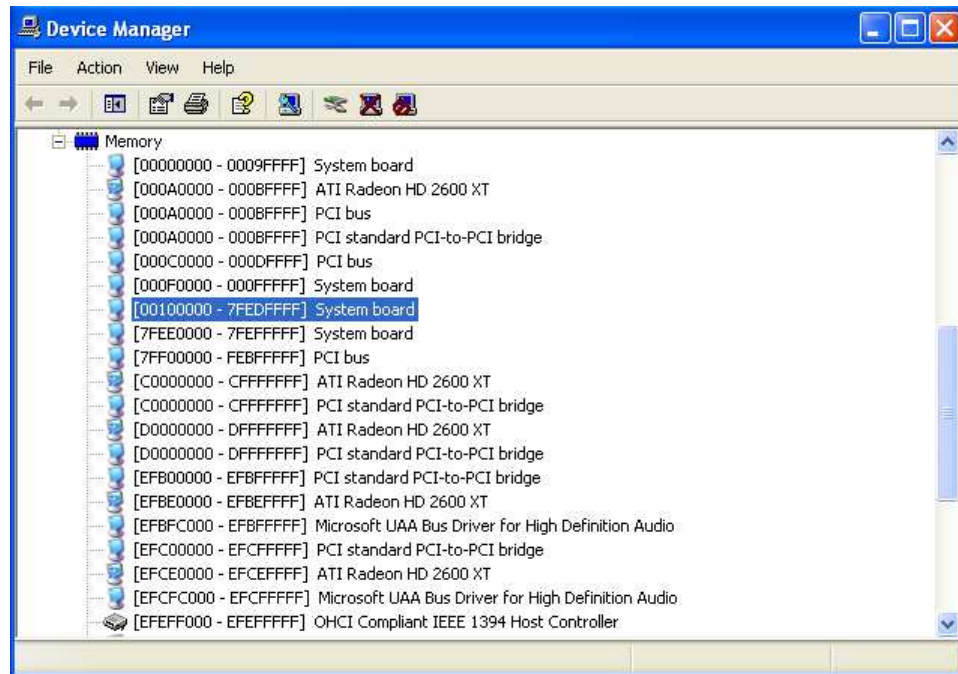 Device Manager
File Action View Help
Memory
[00000000 - 0009FFFF] System board
[000A0000 - 000BFFFF] ATI Radeon HD 2600 XT
[000A0000 - 000BFFFF] PCI bus
[000A0000 - 000BFFFF] PCI standard PCI-to-PCI bridge
[000C0000 - 000DFFFF] PCI bus
[000F0000 - 000FFFFF] System board
[00100000 - 7FEDFFFF] System board
[7FEE0000 - 7FEFFFFF] System board
[7FF00000 - FEBFFFFF] PCI bus
[C0000000 - CFFFFFFF] ATI Radeon HD 2600 XT
[C0000000 - CFFFFFFF] PCI standard PCI-to-PCI bridge
[D0000000 - DFFFFFFF] ATI Radeon HD 2600 XT
[D0000000 - DFFFFFFF] PCI standard PCI-to-PCI bridge
[EFB00000 - EFBFFFFF] PCI standard PCI-to-PCI bridge
[EFBE0000 - EFBEFFFF] ATI Radeon HD 2600 XT
[EFBFC000 - EFBFFFFF] Microsoft UAA Bus Driver for High Definition Audio
[EFC00000 - EFCFFFFF] PCI standard PCI-to-PCI bridge
[EFCE0000 - EFCEFFFF] ATI Radeon HD 2600 XT
[EFCFC000 - EFCFFFFF] Microsoft UAA Bus Driver for High Definition Audio
[EFEFF000 - EFEFFFFF] OHCI Compliant IEEE 1394 Host Controller